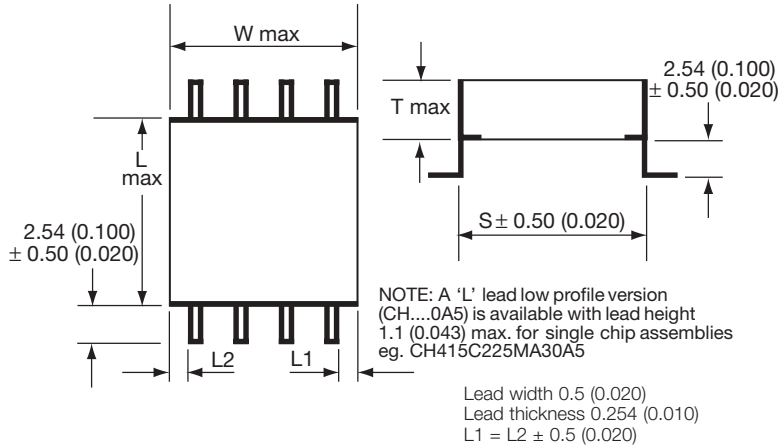 W max
2.54 (0.100)
± 0.50 (0.020)
T max
L
max
2.54 (0.100)
± 0.50 (0.020)
S ± 0.50 (0.020)
NOTE: A ‘L’ lead low profile version
(CH....0A5) is available with lead height
1.1 (0.043) max. for single chip assemblies
eg. CH415C225MA30A5
L2
L1
Lead width 0.5 (0.020)
Lead thickness 0.254 (0.010)
L1 = L2 ± 0.5 (0.020)